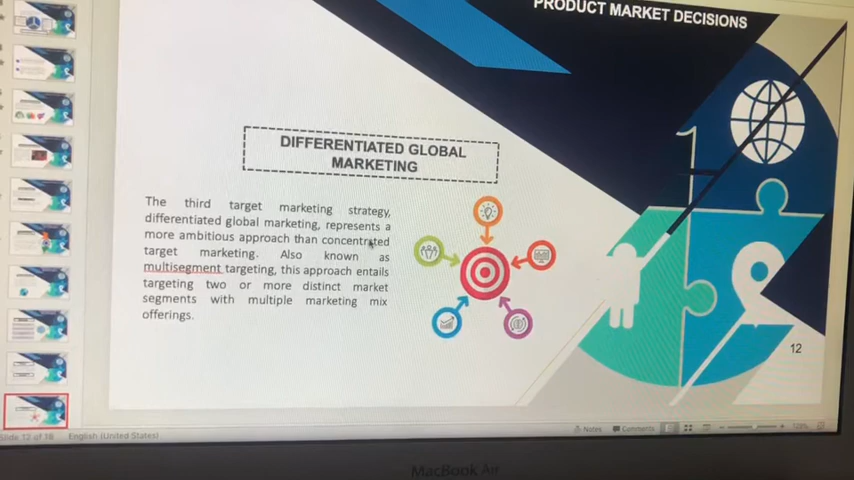 PRODUCT MARKET DECISIONS
DIFFERENTIATED GLOBAL
MARKETING
The third target marketing strategy,
differentiated global marketing, represents a
more ambitious approach than concentrated
target marketing. Also known as
multisegment targeting, this approach entails
targeting two or more distinct market
segments with multiple marketing mix
offerings.
12
Slide 12 of 18
English (United States)
Notes
Comments
MacBook Air